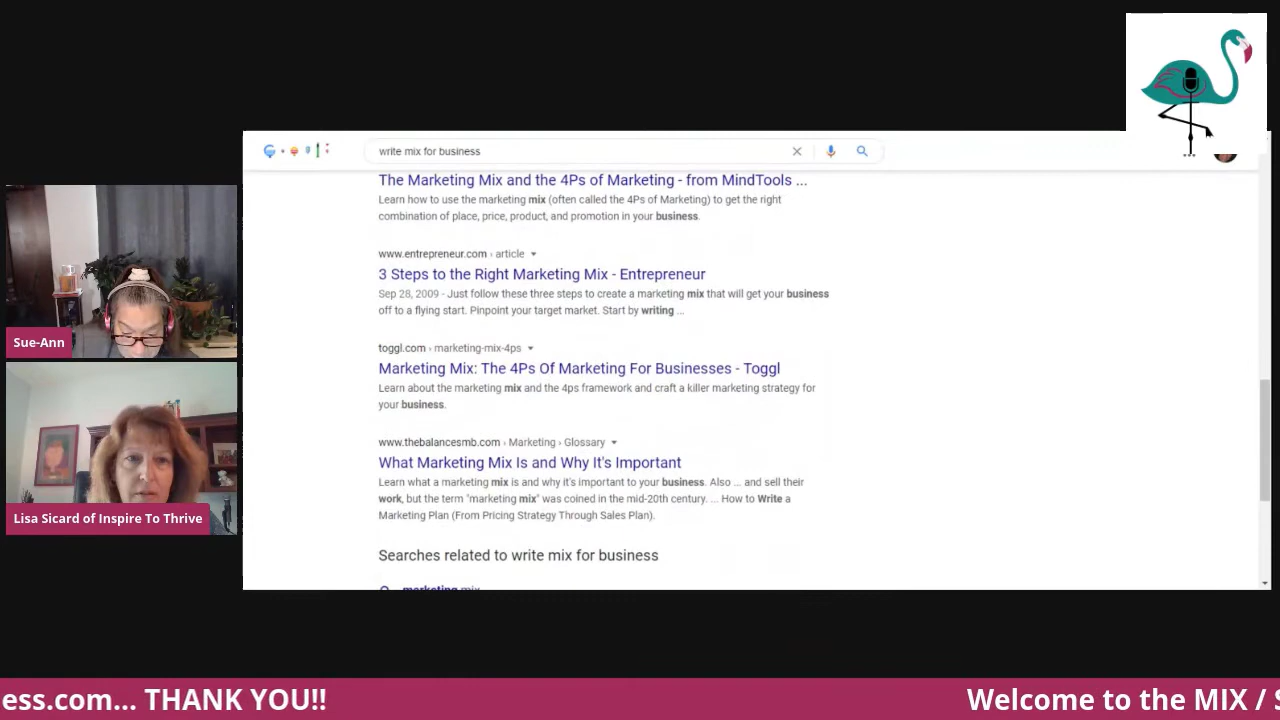 write mix for business
The Marketing Mix and the 4Ps of Marketing - from MindTools ...
Learn how to use the marketing mix (often called the 4Ps of Marketing) to get the right
combination of place, price, product, and promotion in your business.
www.entrepreneur.com › article
3 Steps to the Right Marketing Mix - Entrepreneur
Sep 28, 2009 - Just follow these three steps to create a marketing mix that will get your business
off to a flying start. Pinpoint your target market. Start by writing ...
toggl.com › marketing-mix-4ps
Marketing Mix: The 4Ps Of Marketing For Businesses - Toggl
Learn about the marketing mix and the 4ps framework and craft a killer marketing strategy for
your business.
www.thebalancesmb.com › Marketing › Glossary
What Marketing Mix Is and Why It's Important
Learn what a marketing mix is and why it's important to your business. Also ... and sell their
work, but the term "marketing mix" was coined in the mid-20th century. ... How to Write a
Marketing Plan (From Pricing Strategy Through Sales Plan).
Searches related to write mix for business
marketing mix
Sue-Ann
Lisa Sicard of Inspire To Thrive
ess.com... THANK YOU!!
Welcome to the MIX / S